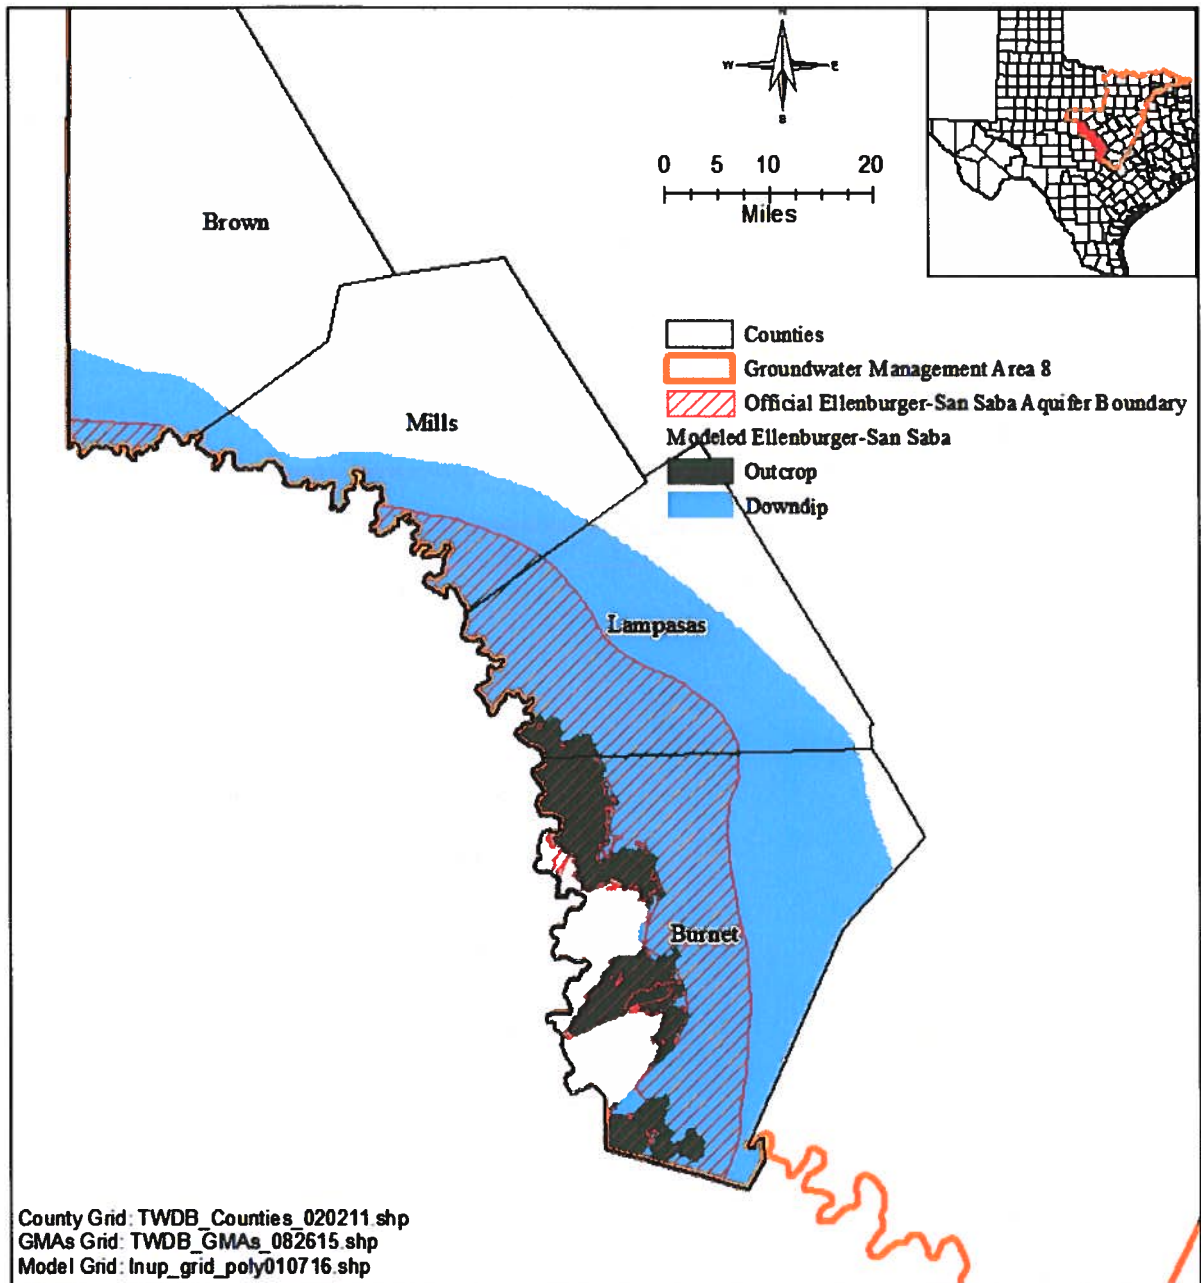 N
W E
S
0 5 10 20
Miles
Brown
Counties
Groundwater Management Area 8
Official Ellenburger-San Saba Aquifer Boundary
Modeled Ellenburger-San Saba
Outcrop
Downdip
Mills
Lampasas
Burnet
County Grid: TWDB_Counties_020211.shp
GMAs Grid: TWDB_GMAs_082615.shp
Model Grid: lnup_grid_poly010716.shp